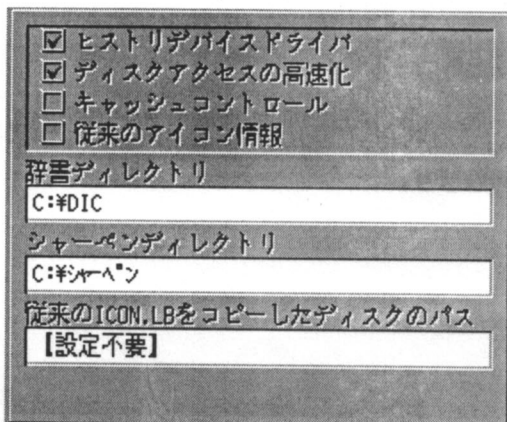 ヒストリデバイスドライバ
ディスクアクセスの高速化
キャッシュコントロール
従来のアイコン情報
辞書ディレクトリ
C:¥DIC
シャーペンディレクトリ
C:¥シャーペン
従来のICON.LBをコピーしたディスクのパス
【設定不要】